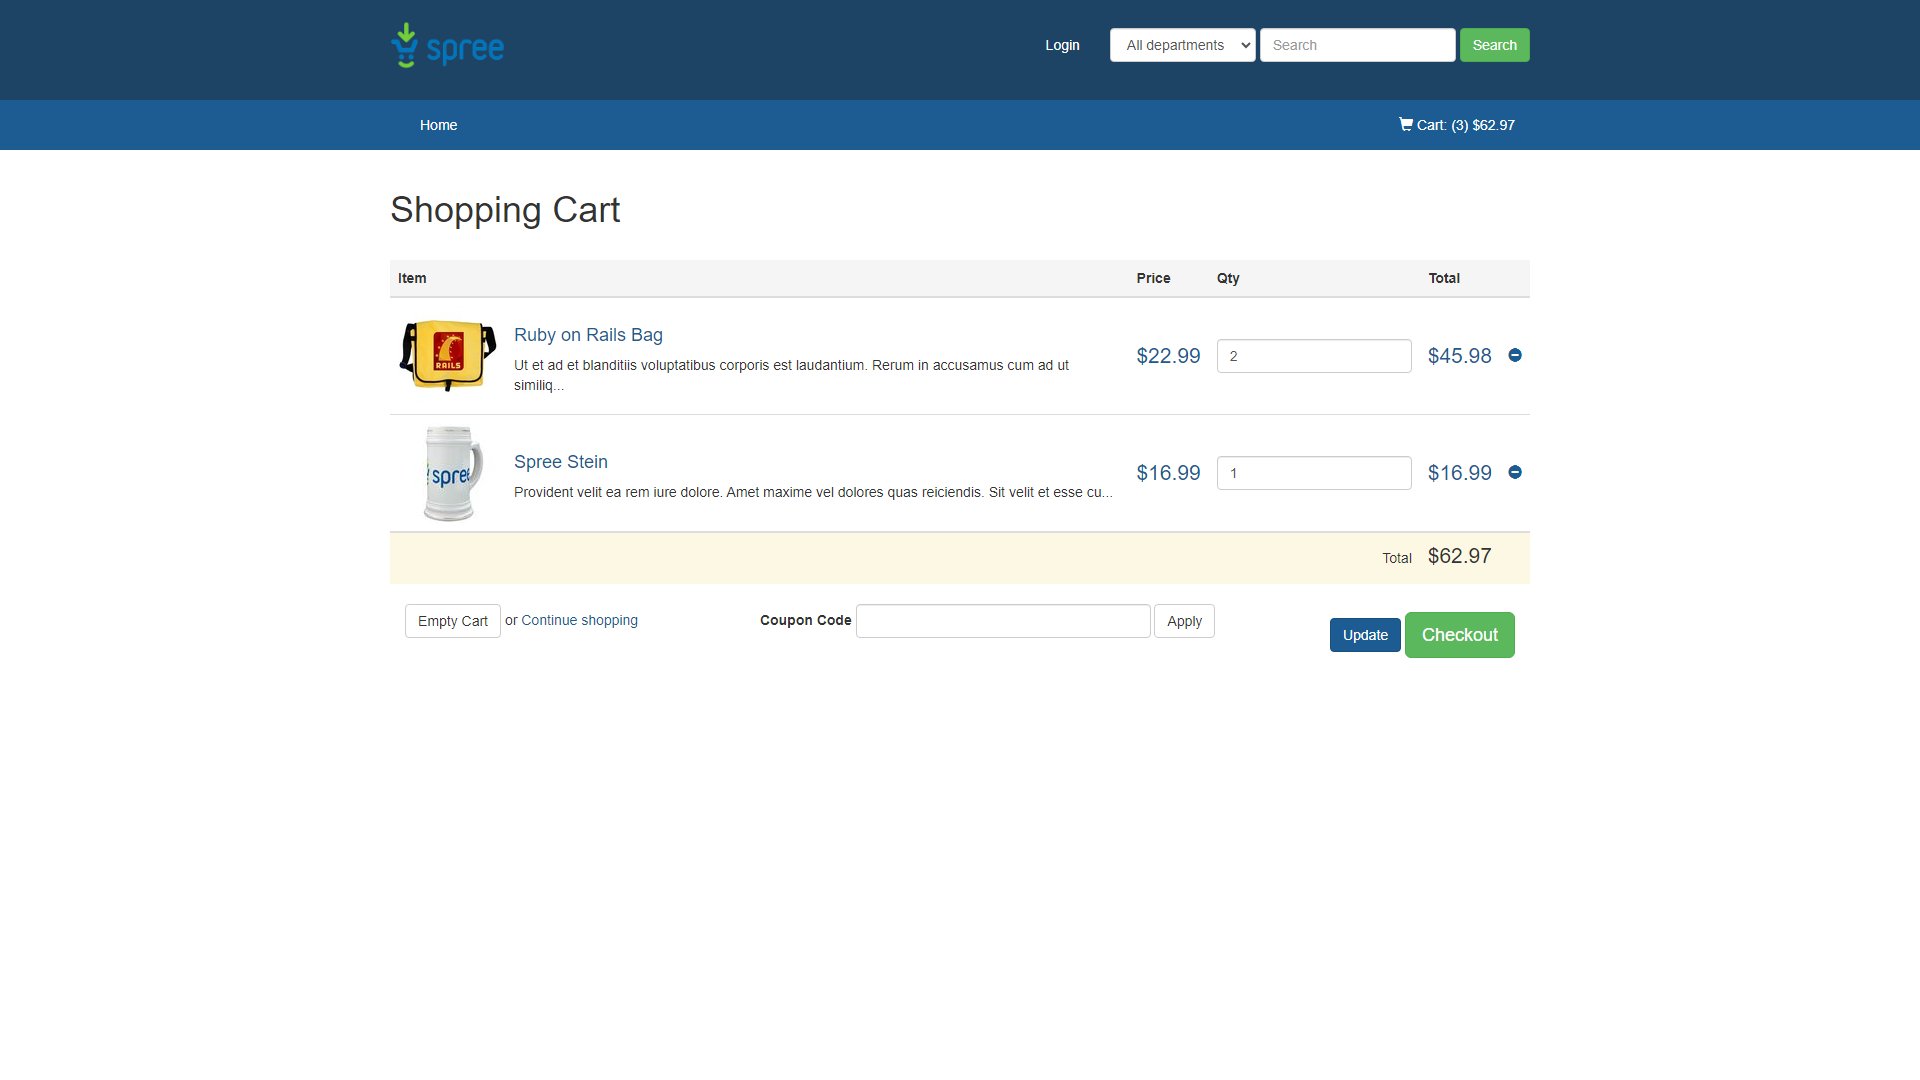 spree
Login
All departments
Search
Search
Home
Cart: (3) $62.97
Shopping Cart
Item Price Qty Total
RAILS
Ruby on Rails Bag
Ut et ad et blanditiis voluptatibus corporis est laudantium. Rerum in accusamus cum ad ut
similiq...
$22.99 2 $45.98
spree
Spree Stein
Provident velit ea rem iure dolore. Amet maxime vel dolores quas reiciendis. Sit velit et esse cu...
$16.99 1 $16.99
Total $62.97
Empty Cart or Continue shopping
Coupon Code
Apply
Update
Checkout